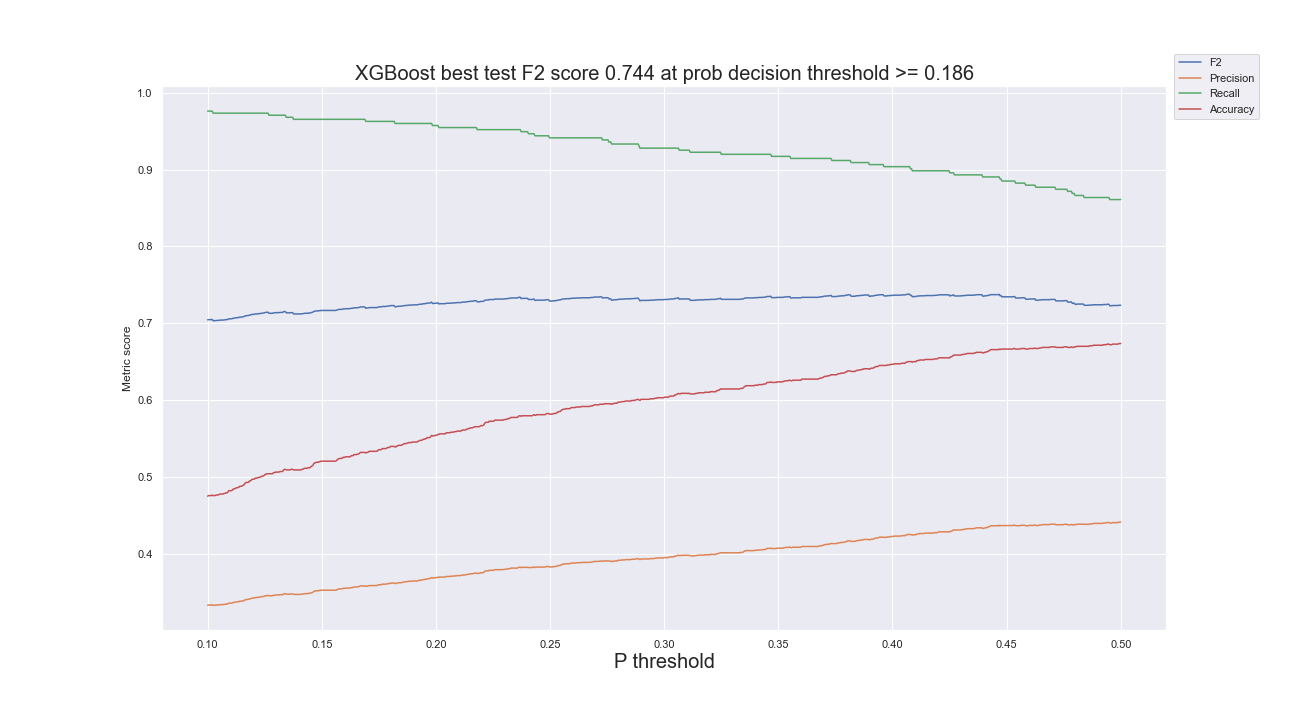 XGBoost best test F2 score 0.744 at prob decision threshold >= 0.186
F2
Precision
Recall
Accuracy
1.0
0.9
0.8
0.7
0.6
0.5
0.4
Metric score
0.10 0.15 0.20 0.25 0.30 0.35 0.40 0.45 0.50
P threshold